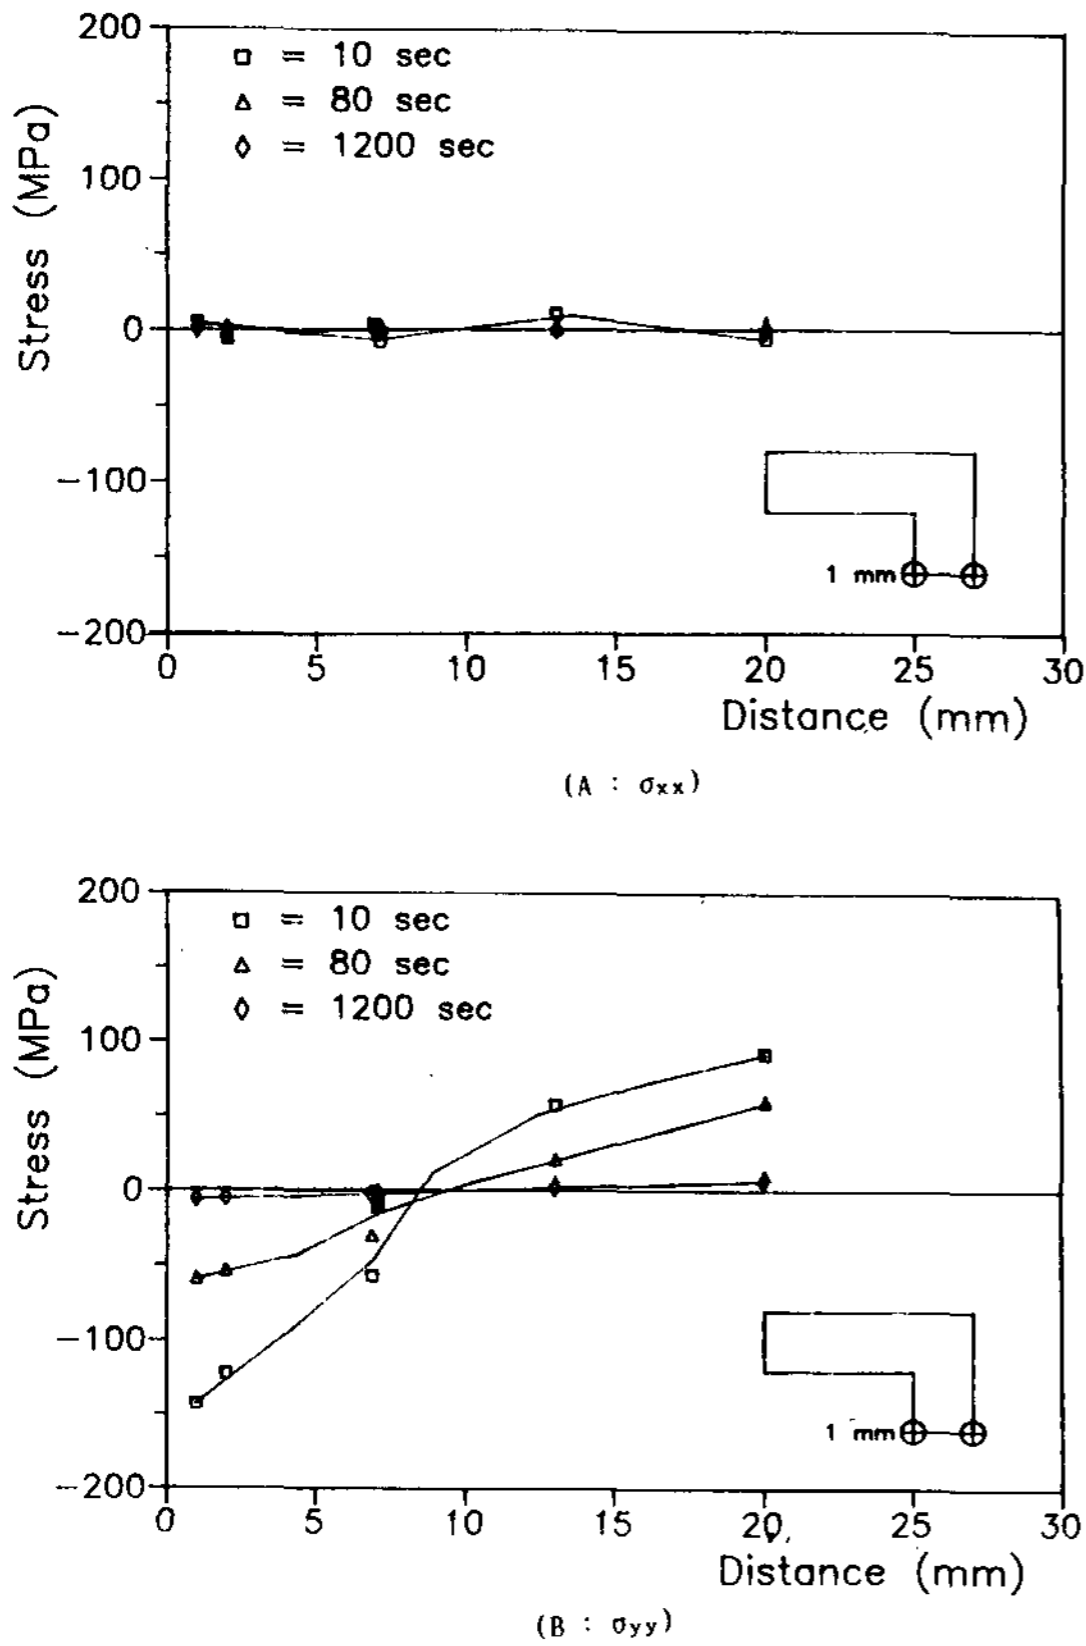 200
□ = 10 sec
△ = 80 sec
◇ = 1200 sec
100
Stress (MPa)
0
-100
1 mm
-200
0 5 10 15 20 25 30
Distance (mm)
(A : σxx)
200
□ = 10 sec
△ = 80 sec
◇ = 1200 sec
100
Stress (MPa)
0
-100
1 mm
-200
0 5 10 15 20 25 30
Distance (mm)
(B : σyy)